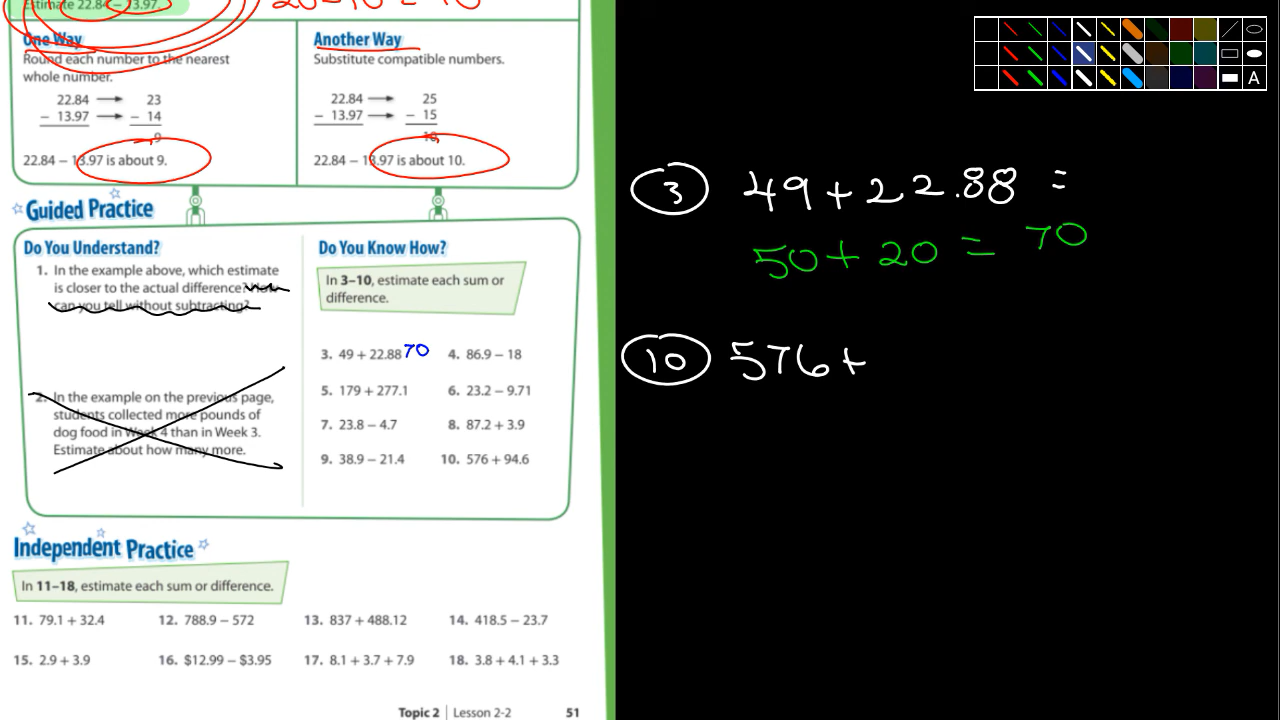 Estimate 22.84 – 13.97.
20 – 10 = 10
One Way
Round each number to the nearest
whole number.
22.84 → 23
– 13.97 → – 14
9
22.84 – 13.97 is about 9.
Another Way
Substitute compatible numbers.
22.84 → 25
– 13.97 → – 15
10
22.84 – 13.97 is about 10.
Guided Practice
Do You Understand?
1. In the example above, which estimate
is closer to the actual difference? How
can you tell without subtracting?
2. In the example on the previous page,
students collected more pounds of
dog food in Week 4 than in Week 3.
Estimate about how many more.
Do You Know How?
In 3–10, estimate each sum or
difference.
3. 49 + 22.88 70
4. 86.9 – 18
5. 179 + 277.1
6. 23.2 – 9.71
7. 23.8 – 4.7
8. 87.2 + 3.9
9. 38.9 – 21.4
10. 576 + 94.6
Independent Practice
In 11–18, estimate each sum or difference.
11. 79.1 + 32.4
12. 788.9 – 572
13. 837 + 488.12
14. 418.5 – 23.7
15. 2.9 + 3.9
16. $12.99 – $3.95
17. 8.1 + 3.7 + 7.9
18. 3.8 + 4.1 + 3.3
Topic 2 | Lesson 2-2 51
A
3 49 + 22.88 =
50 + 20 = 70
10 576 +